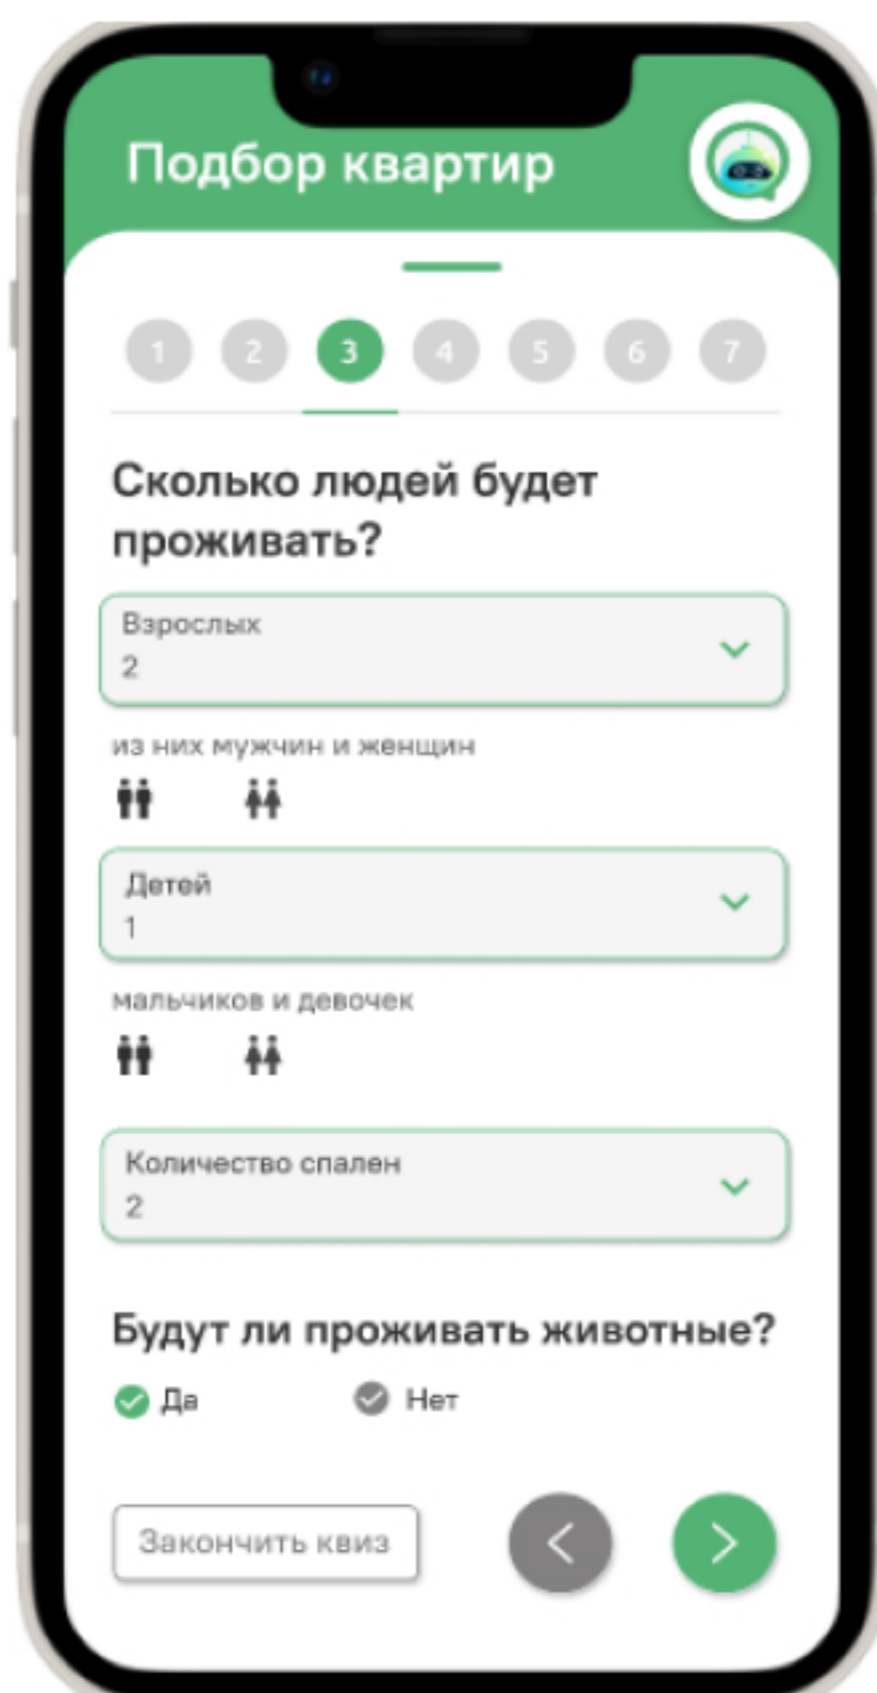 Подбор квартир
1 2 3 4 5 6 7
Сколько людей будет
проживать?
Взрослых
2
из них мужчин и женщин
Детей
1
мальчиков и девочек
Количество спален
2
Будут ли проживать животные?
Да Нет
Закончить квиз